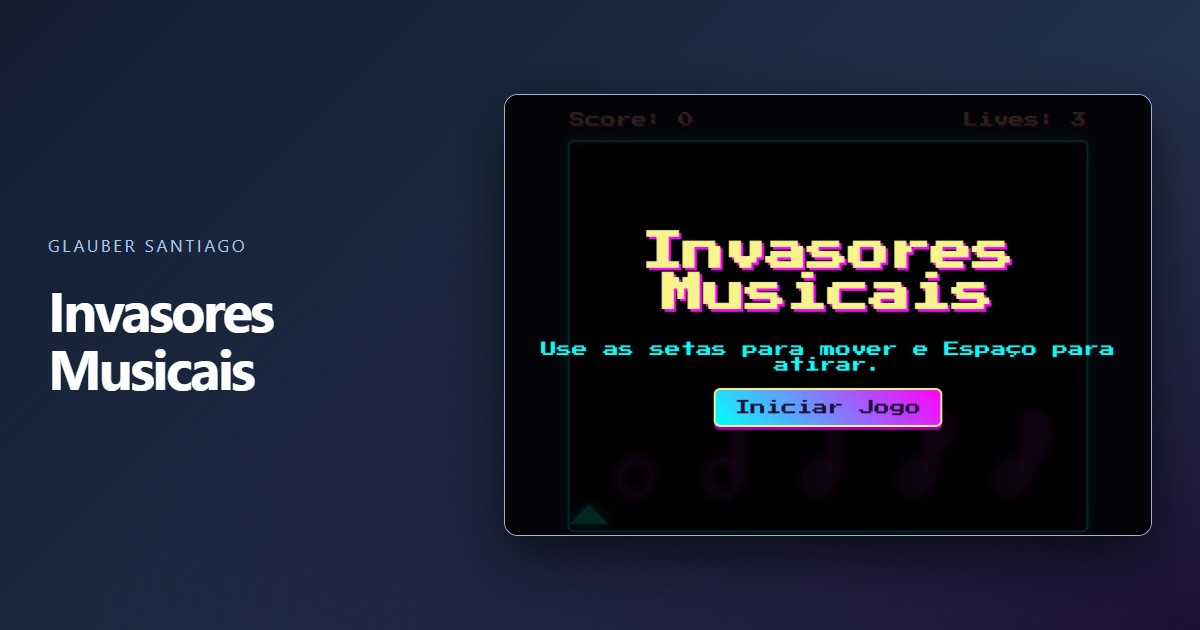 GLAUBER SANTIAGO
Invasores
Musicais
Score: 0
Lives: 3
Invasores
Musicais
Use as setas para mover e Espaço para
atirar.
Iniciar Jogo